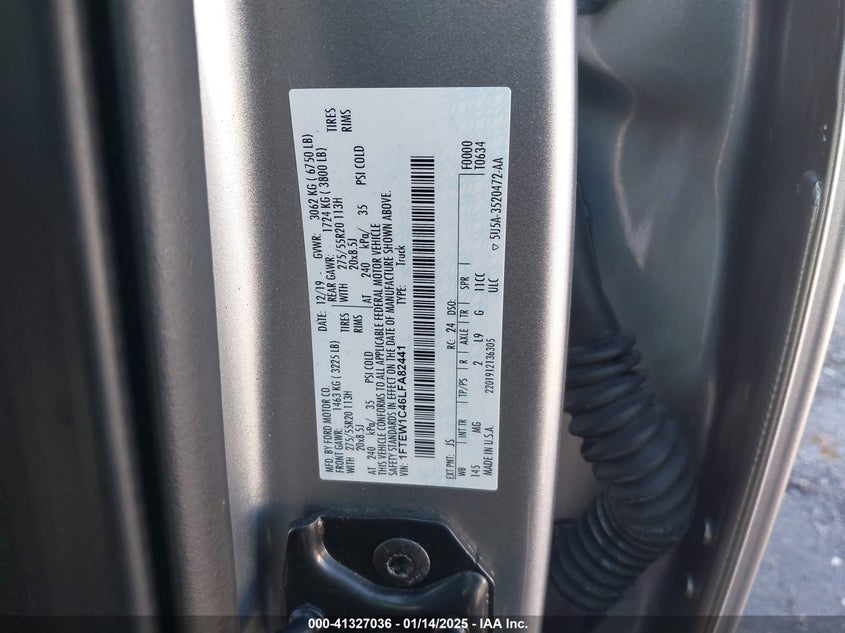 MFD. BY FORD MOTOR CO.
DATE: 12/19
GVWR: 3062 KG ( 6750 LB)
FRONT GAWR: 1463 KG ( 3225 LB)
REAR GAWR: 1724 KG ( 3800 LB)
WITH 275/55R20 113H TIRES
WITH 275/55R20 113H TIRES
20x8.5J RIMS
20x8.5J RIMS
AT 240 kPa/ 35 PSI COLD
AT 240 kPa/ 35 PSI COLD
THIS VEHICLE CONFORMS TO ALL APPLICABLE FEDERAL MOTOR VEHICLE
SAFETY STANDARDS IN EFFECT ON THE DATE OF MANUFACTURE SHOWN ABOVE.
VIN: 1FTEW1C46LFA82441
TYPE: Truck
F0000
T0634
EXT PNT: JS RC: 24 DSO:
WB INT TR TP/PS R AXLE TR SPR
145 MG 2 L9 G 11CC
MADE IN U.S.A. 2201912136305 ULC
▽ 5U5A-3520472-AA
000-41327036 — 01/14/2025 - IAA Inc.